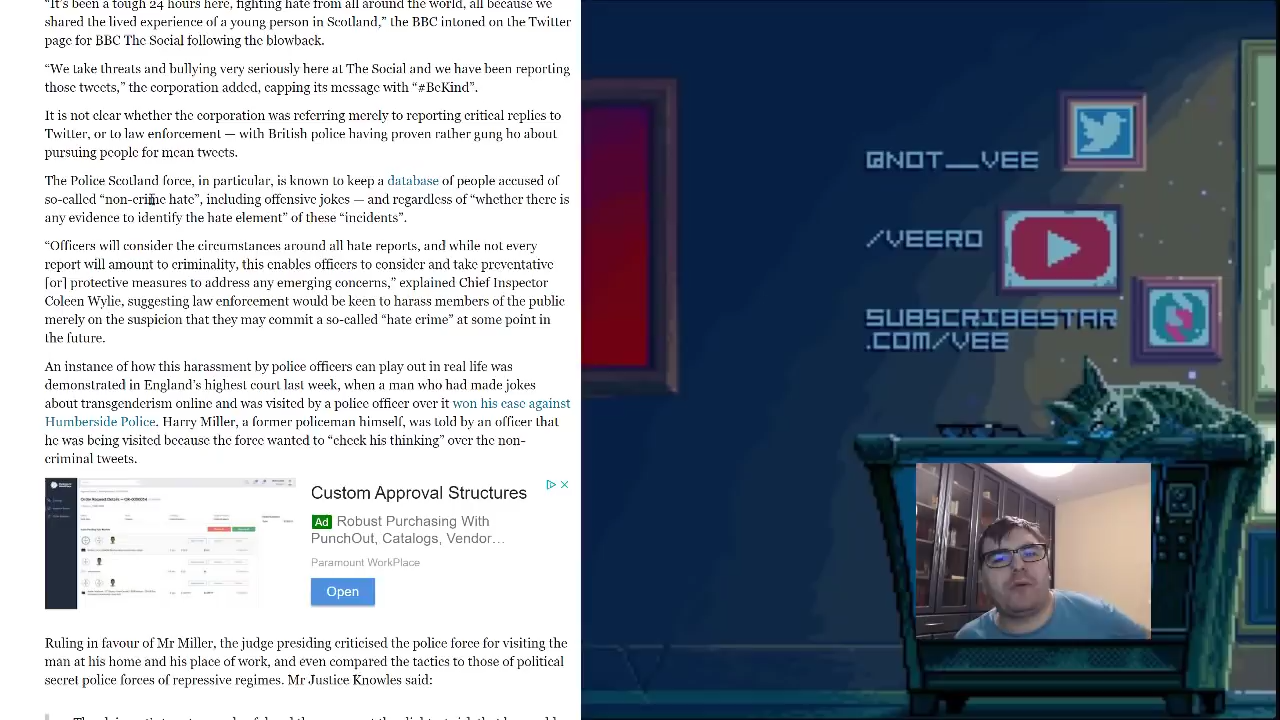 “It's been a tough 24 hours here, fighting hate from all around the world, all because we
shared the lived experience of a young person in Scotland,” the BBC intoned on the Twitter
page for BBC The Social following the blowback.
“We take threats and bullying very seriously here at The Social and we have been reporting
those tweets,” the corporation added, capping its message with “#BeKind”.
It is not clear whether the corporation was referring merely to reporting critical replies to
Twitter, or to law enforcement — with British police having proven rather gung ho about
pursuing people for mean tweets.
The Police Scotland force, in particular, is known to keep a database of people accused of
so-called “non-crime hate”, including offensive jokes — and regardless of “whether there is
any evidence to identify the hate element” of these “incidents”.
“Officers will consider the circumstances around all hate reports, and while not every
report will amount to criminality, this enables officers to consider and take preventative
[or] protective measures to address any emerging concerns,” explained Chief Inspector
Coleen Wylie, suggesting law enforcement would be keen to harass members of the public
merely on the suspicion that they may commit a so-called “hate crime” at some point in
the future.
An instance of how this harassment by police officers can play out in real life was
demonstrated in England's highest court last week, when a man who had made jokes
about transgenderism online and was visited by a police officer over it won his case against
Humberside Police. Harry Miller, a former policeman himself, was told by an officer that
he was being visited because the force wanted to “check his thinking” over the non-
criminal tweets.
Custom Approval Structures
Ad Robust Purchasing With
PunchOut, Catalogs, Vendor…
Paramount WorkPlace
Open
Ruling in favour of Mr Miller, the judge presiding criticised the police force for visiting the
man at his home and his place of work, and even compared the tactics to those of political
secret police forces of repressive regimes. Mr Justice Knowles said:
@NOT__VEE
/VEERO
SUBSCRIBESTAR
.COM/VEE